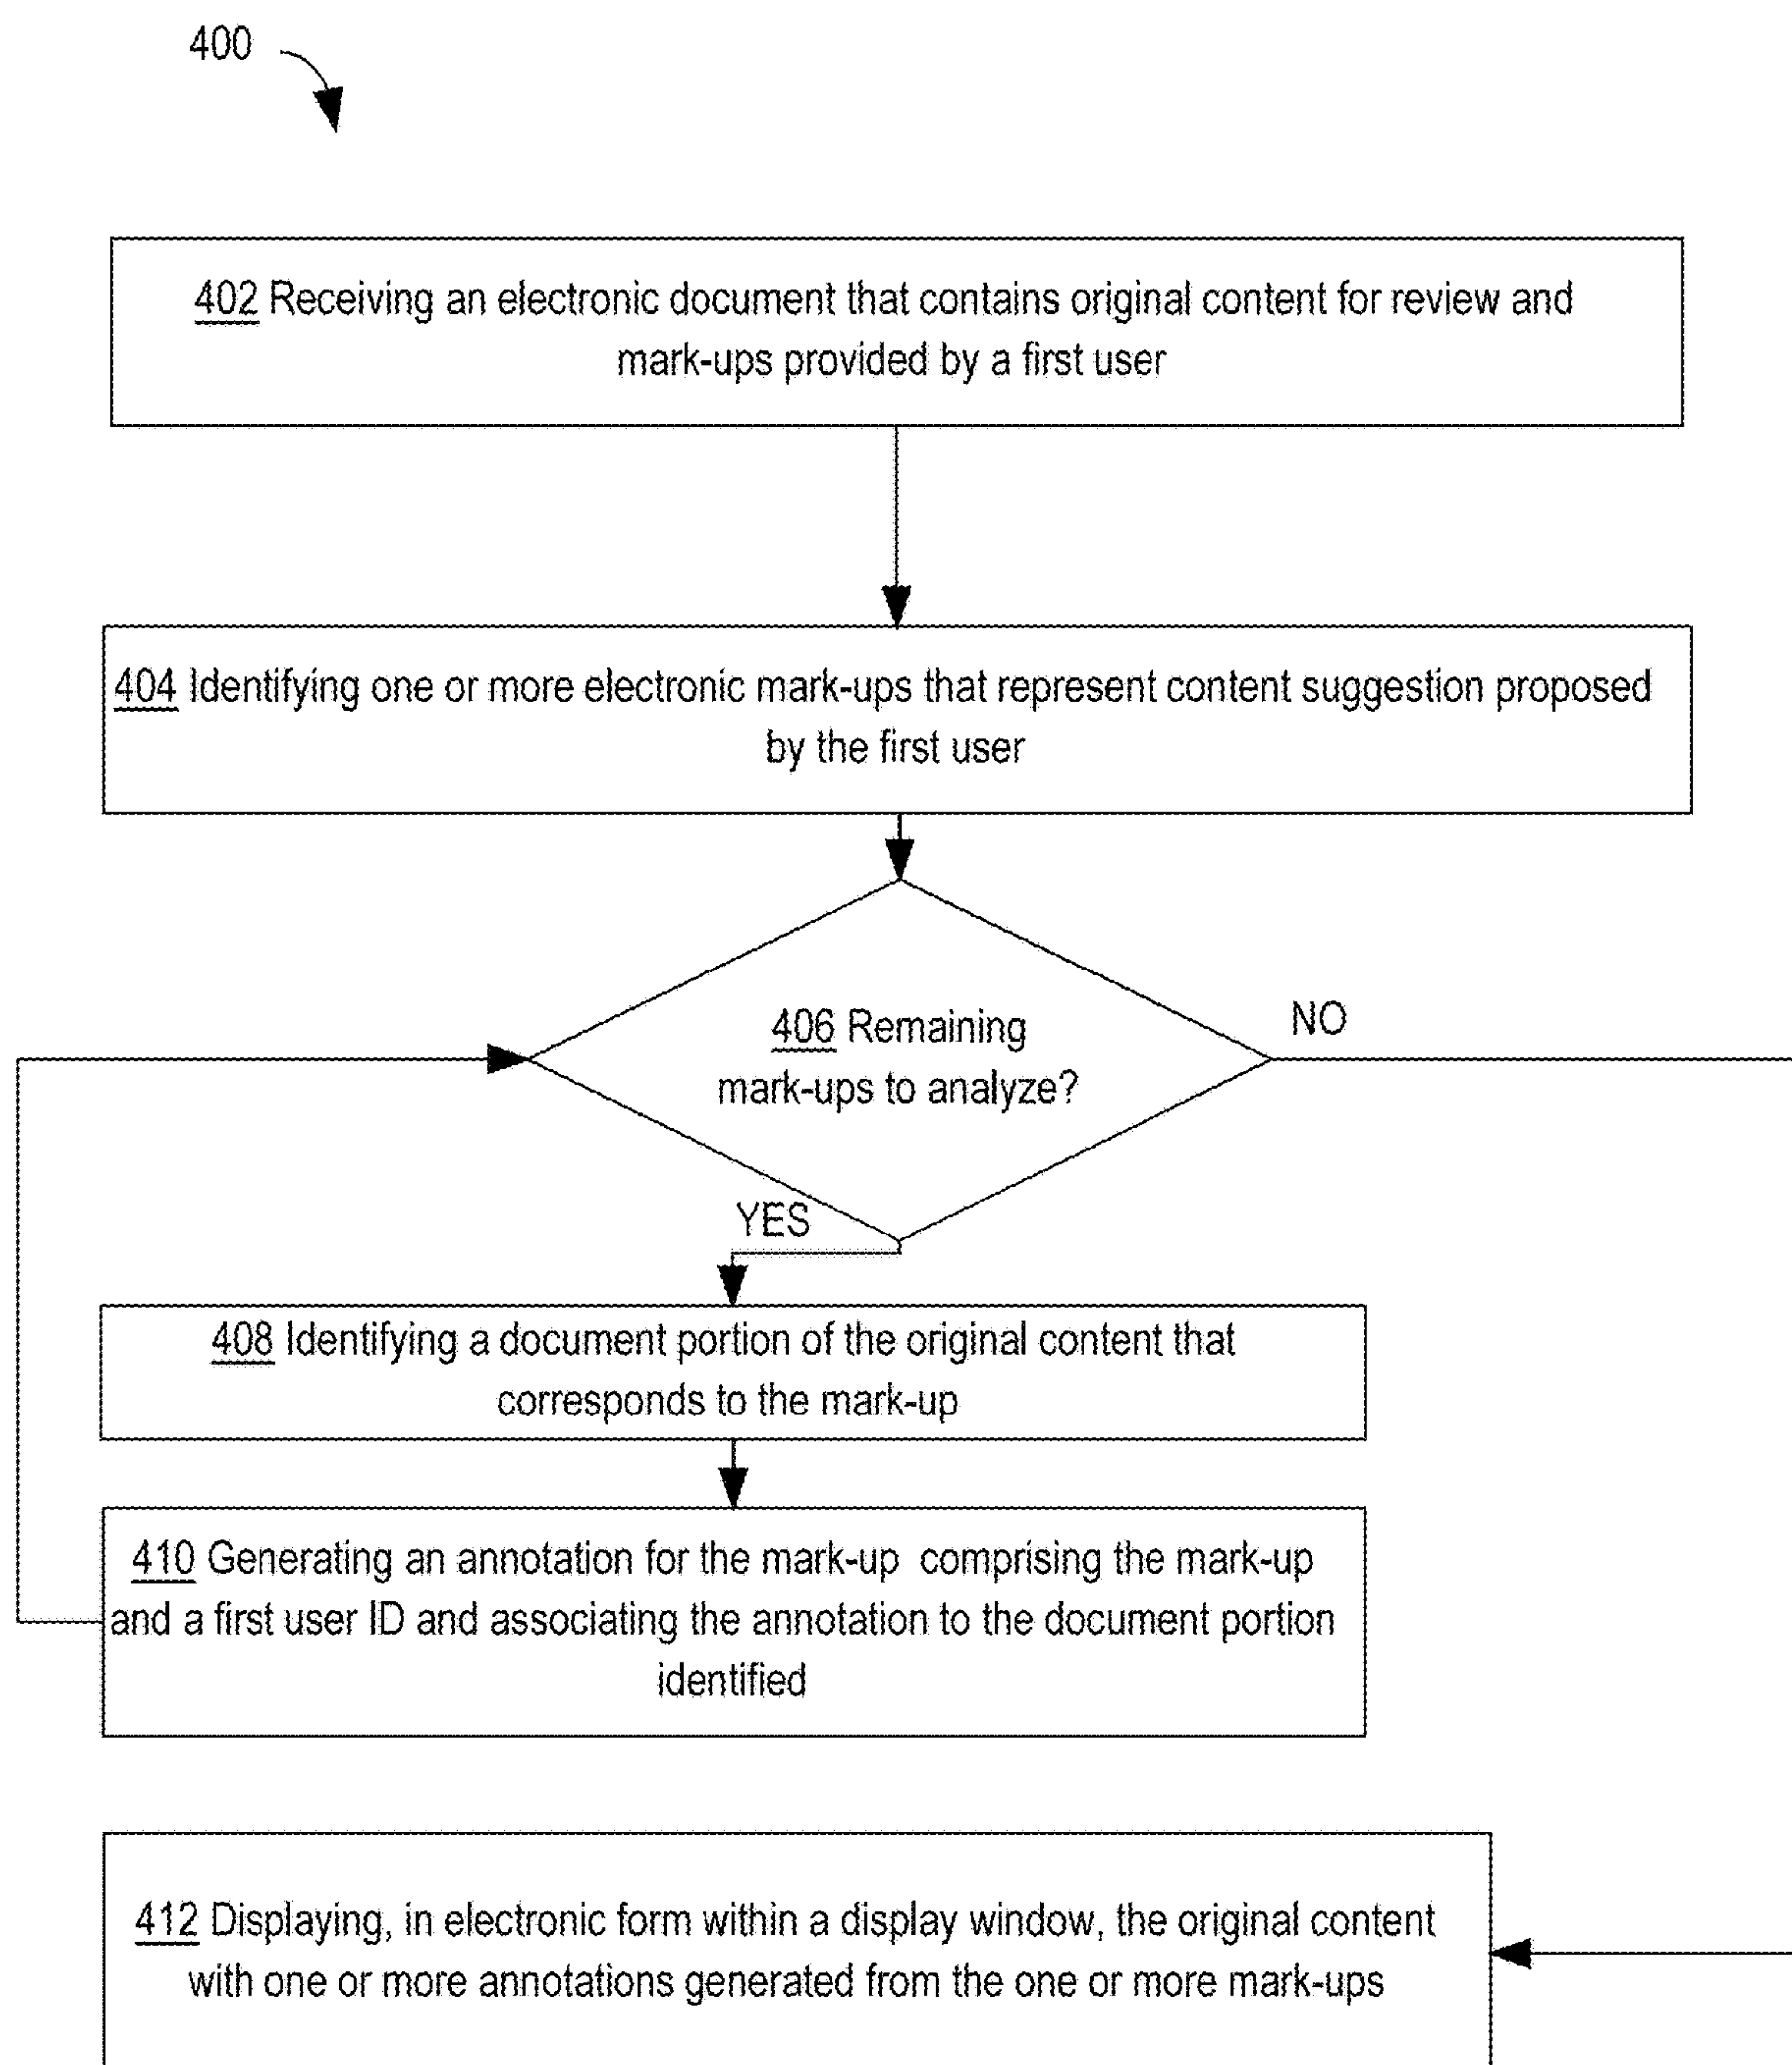 400
402 Receiving an electronic document that contains original content for review and
mark-ups provided by a first user
404 Identifying one or more electronic mark-ups that represent content suggestion proposed
by the first user
406 Remaining
mark-ups to analyze?
NO
YES
408 Identifying a document portion of the original content that
corresponds to the mark-up
410 Generating an annotation for the mark-up comprising the mark-up
and a first user ID and associating the annotation to the document portion
identified
412 Displaying, in electronic form within a display window, the original content
with one or more annotations generated from the one or more mark-ups